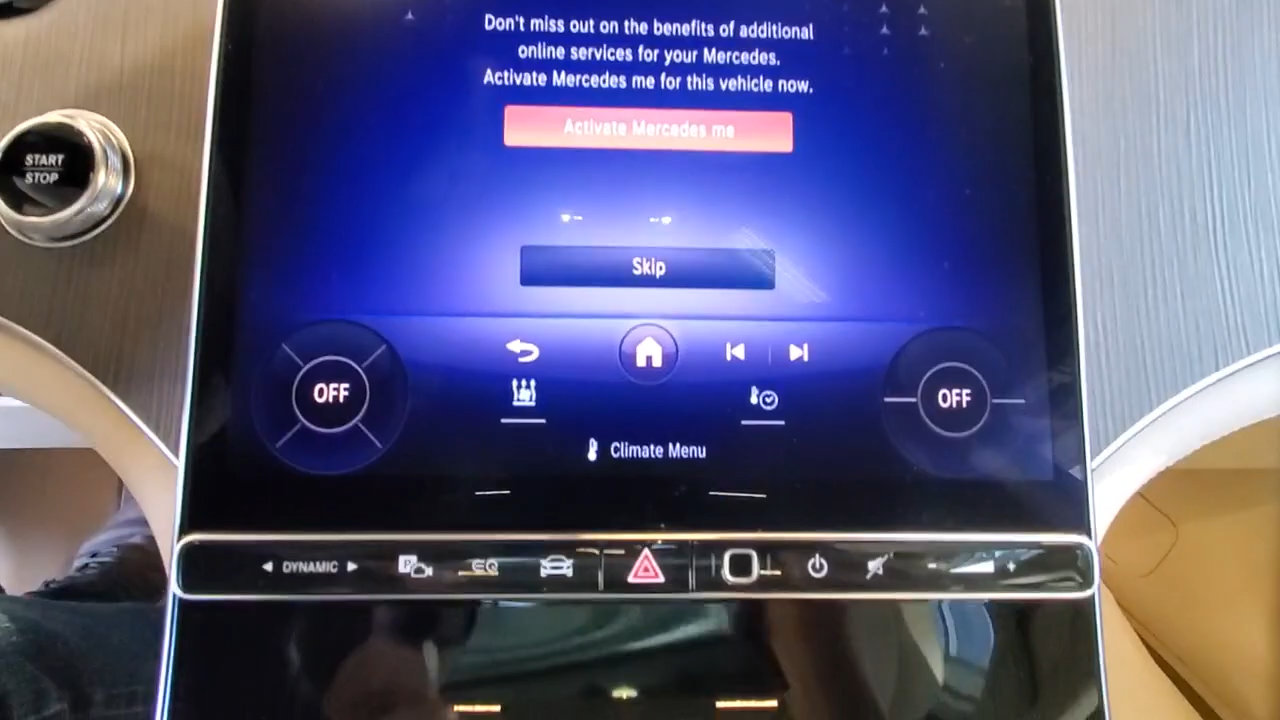 Don't miss out on the benefits of additional
online services for your Mercedes.
Activate Mercedes me for this vehicle now.
Activate Mercedes me
START
STOP
Skip
OFF
OFF
Climate Menu
DYNAMIC
P
EQ